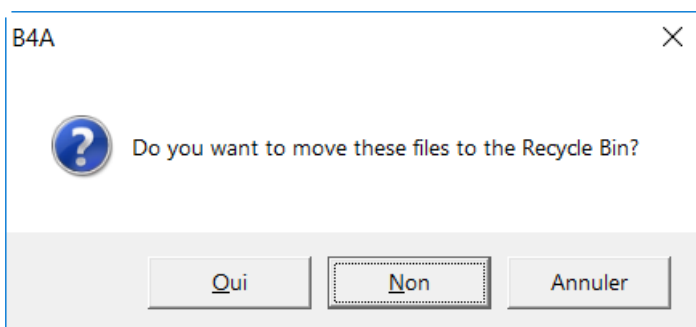 B4A
Do you want to move these files to the Recycle Bin?
Oui
Non
Annuler